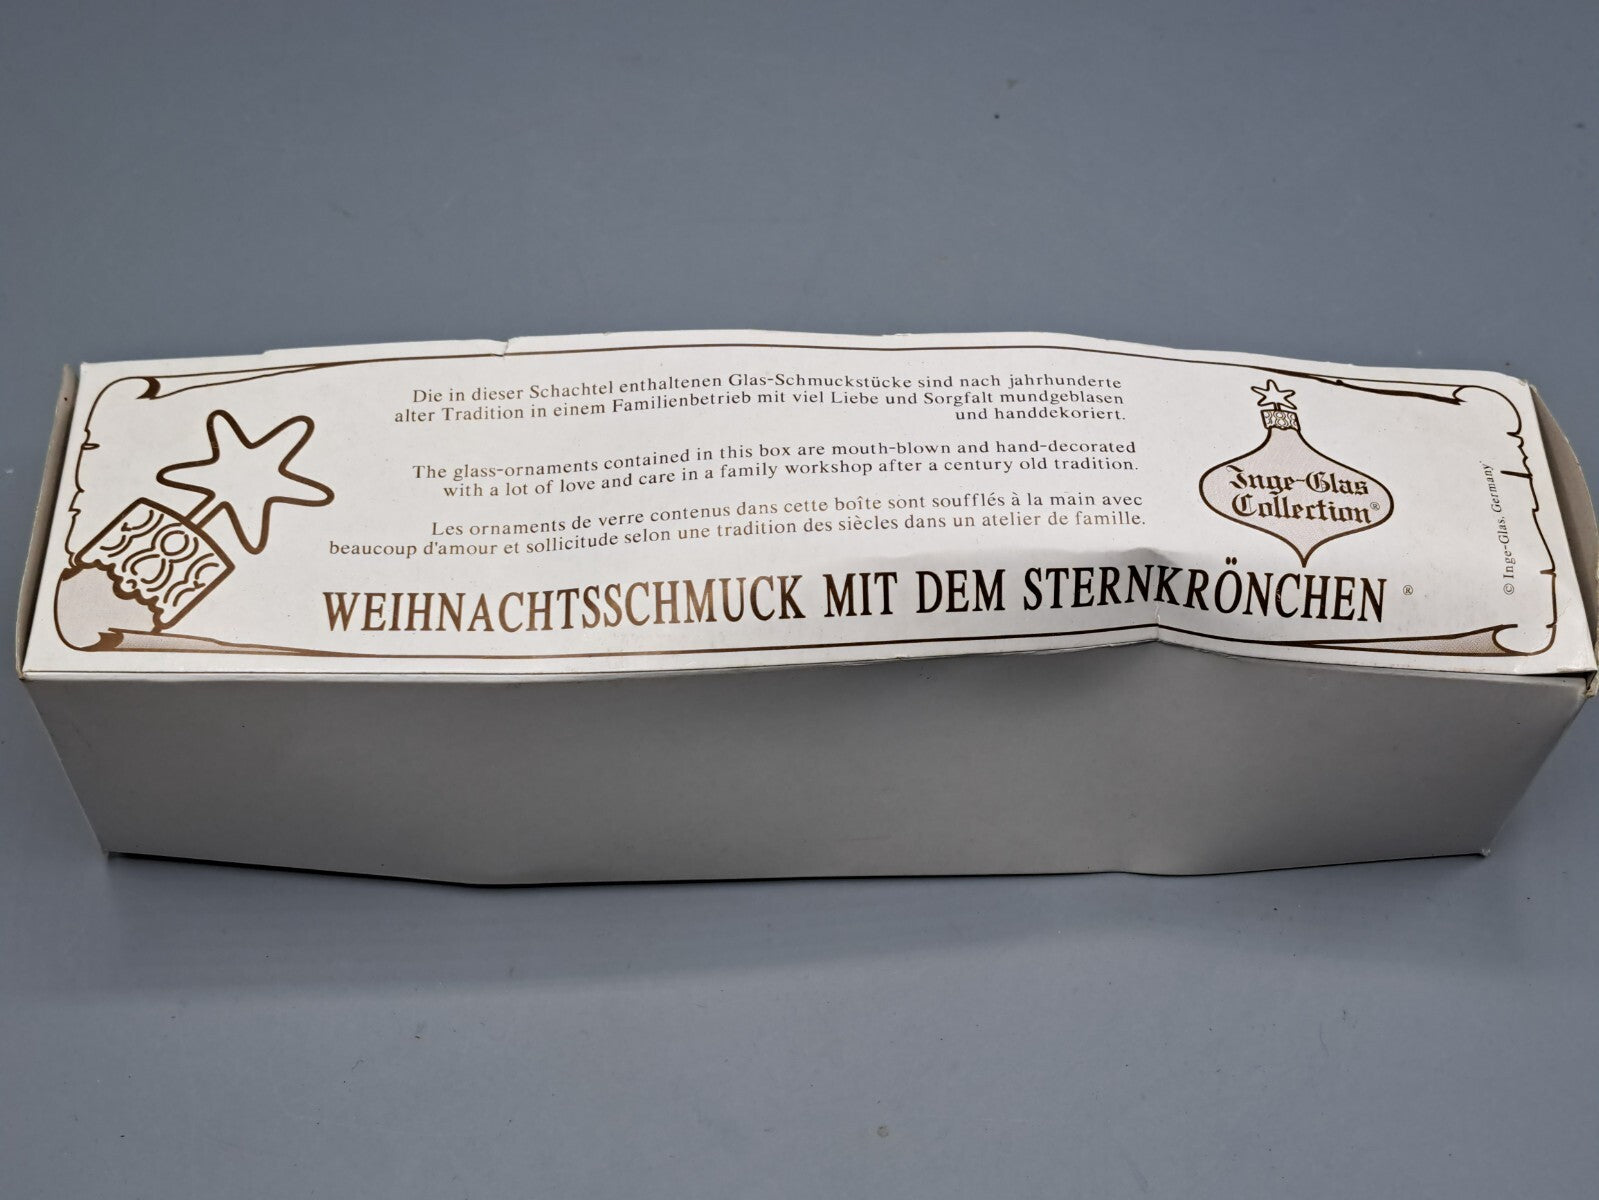 Die in dieser Schachtel enthaltenen Glas-Schmuckstücke sind nach jahrhunderte
alter Tradition in einem Familienbetrieb mit viel Liebe und Sorgfalt mundgeblasen
und handdekoriert.
The glass-ornaments contained in this box are mouth-blown and hand-decorated
with a lot of love and care in a family workshop after a century old tradition.
Les ornaments de verre contenus dans cette boîte sont soufflés à la main avec
beaucoup d'amour et sollicitude selon une tradition des siècles dans un atelier de famille.
WEIHNACHTSSCHMUCK MIT DEM STERNKRÖNCHEN ®
Inge-Glas
Collection®
© Inge-Glas, Germany